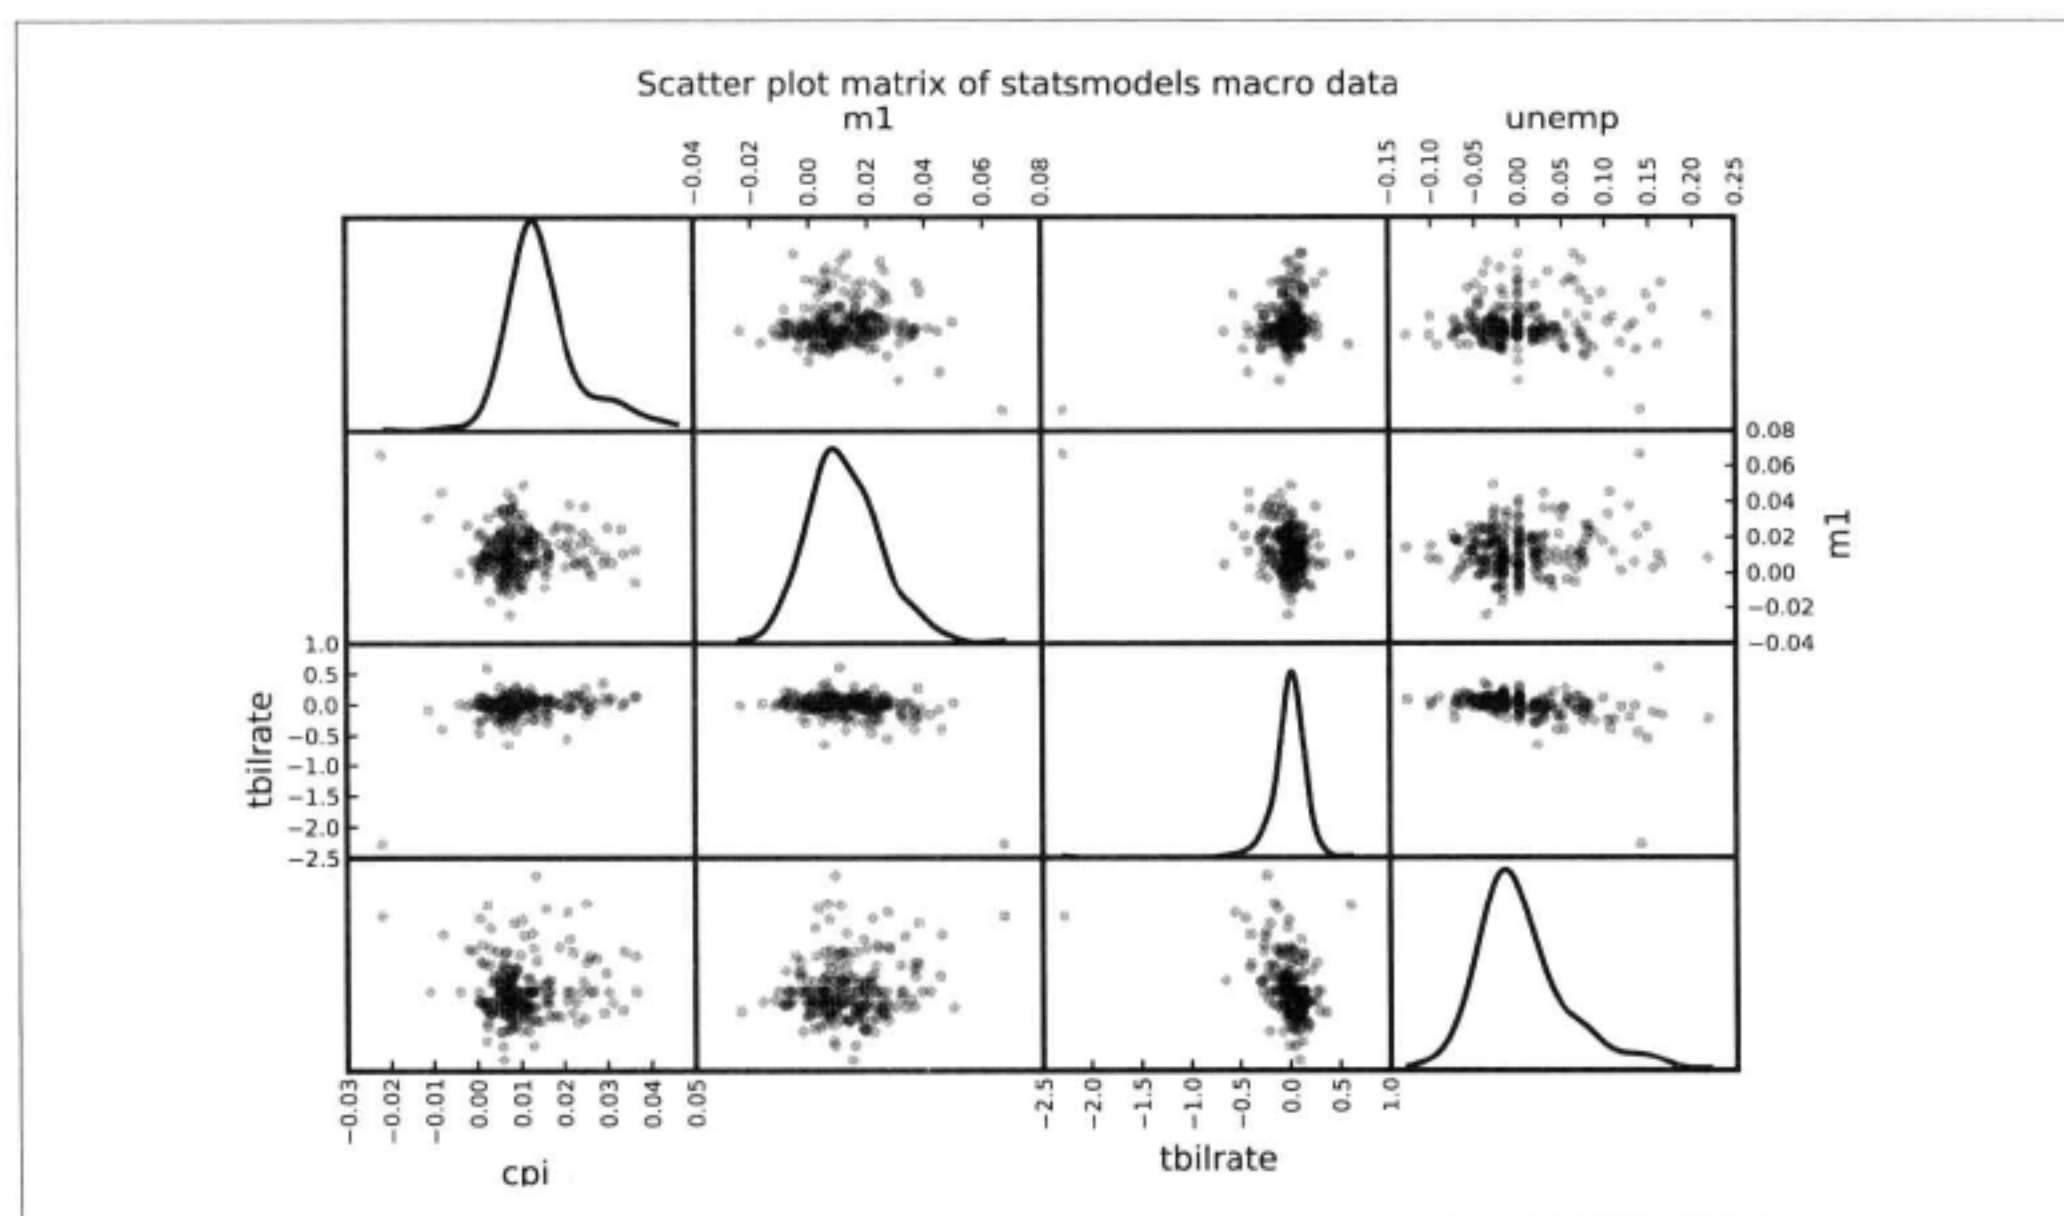 Scatter plot matrix of statsmodels macro data
m1
unemp
−0.04 −0.02 0.00 0.02 0.04 0.06 0.08
−0.15 −0.10 −0.05 0.00 0.05 0.10 0.15 0.20 0.25
0.08
0.06
0.04
0.02
0.00
−0.02
−0.04
m1
1.0
0.5
0.0
−0.5
−1.0
−1.5
−2.0
−2.5
tbilrate
−0.03 −0.02 −0.01 0.00 0.01 0.02 0.03 0.04 0.05
−2.5 −2.0 −1.5 −1.0 −0.5 0.0 0.5 1.0
cpi
tbilrate